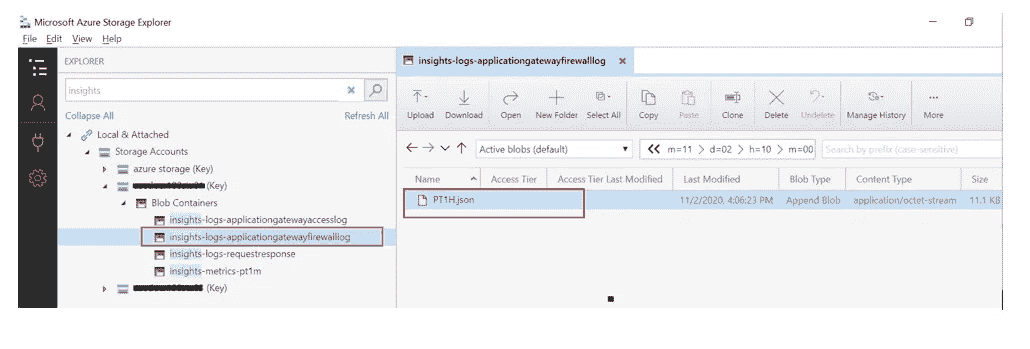 Microsoft Azure Storage Explorer
File Edit View Help
EXPLORER
insights
Collapse All Refresh All
Local & Attached
Storage Accounts
azure storage (Key)
(Key)
Blob Containers
insights-logs-applicationgatewayaccesslog
insights-logs-applicationgatewayfirewalllog
insights-logs-requestresponse
insights-metrics-pt1m
(Key)
insights-logs-applicationgatewayfirewalllog
Upload Download Open New Folder Select All Copy Paste Clone Delete Undelete Manage History More
Active blobs (default) m=11 > d=02 > h=10 > m=00 Search by prefix (case-sensitive)
Name Access Tier Access Tier Last Modified Last Modified Blob Type Content Type Size
PT1H.json 11/2/2020, 4:06:23 PM Append Blob application/octet-stream 11.1 KB